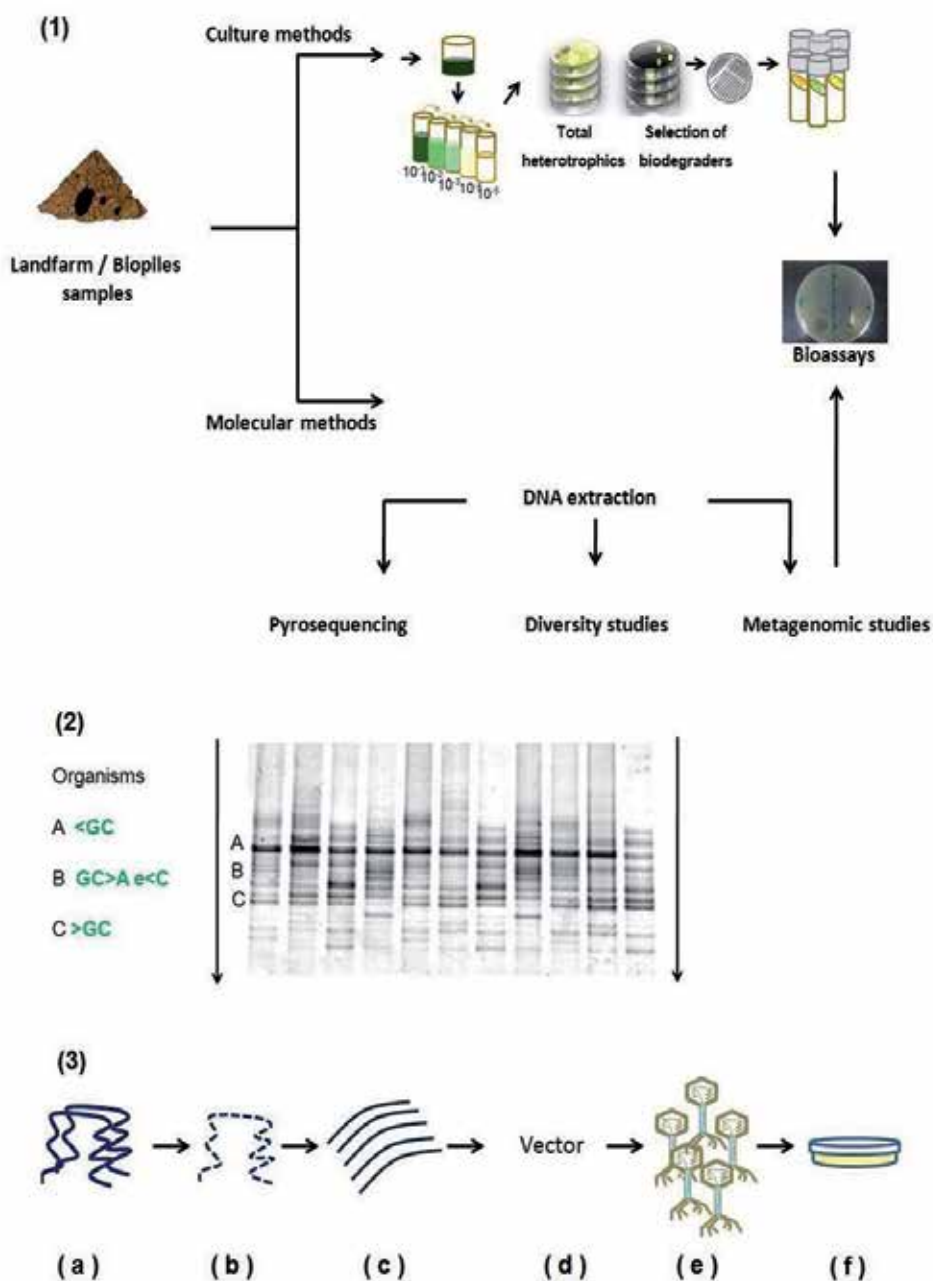 (1)
Culture methods
10⁻¹ 10⁻² 10⁻³ 10⁻⁴ 10⁻⁵
Total
heterotrophics
Selection of
biodegraders
Landfarm / Biopiles
samples
Bioassays
Molecular methods
DNA extraction
Pyrosequencing
Diversity studies
Metagenomic studies
(2)
Organisms
A <GC
B GC>A e<C
C >GC
A
B
C
(3)
Vector
( a )
( b )
( c )
( d )
( e )
( f )